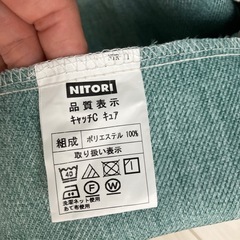 NITORI
品質表示
キャッチC キュア
組成 ポリエステル 100%
取り扱い表示
40
F W
洗濯ネット使用
あて布使用